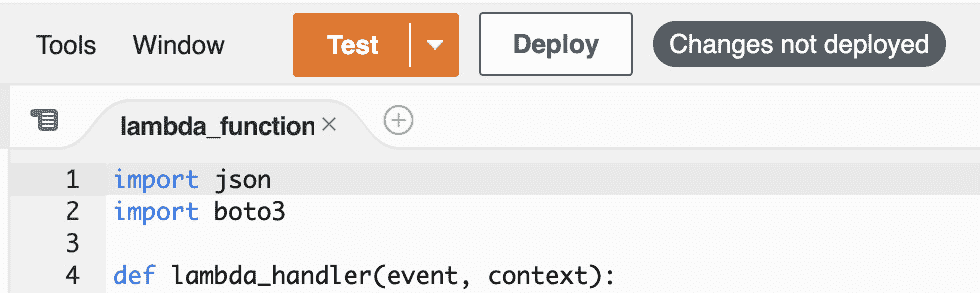 Tools Window Test Deploy Changes not deployed
lambda_function
1 import json
2 import boto3
3
4 def lambda_handler(event, context):